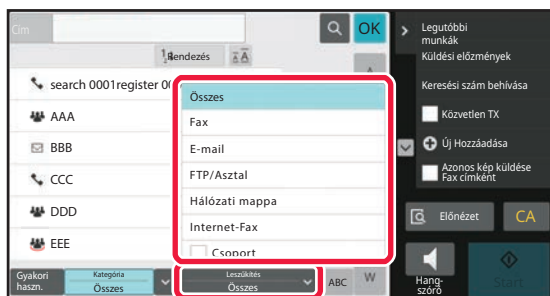 Cím
OK
Rendezés
search 0001register 00
AAA
BBB
CCC
DDD
EEE
Összes
Fax
E-mail
FTP/Asztal
Hálózati mappa
Internet-Fax
Csoport
Gyakori
haszn.
Kategória
Összes
Leszűkítés
Összes
ABC
W
Legutóbbi
munkák
Küldési előzmények
Keresési szám behívása
Közvetlen TX
Új Hozzáadása
Azonos kép küldése
Fax címként
Előnézet
CA
Hang-
szóró
Start